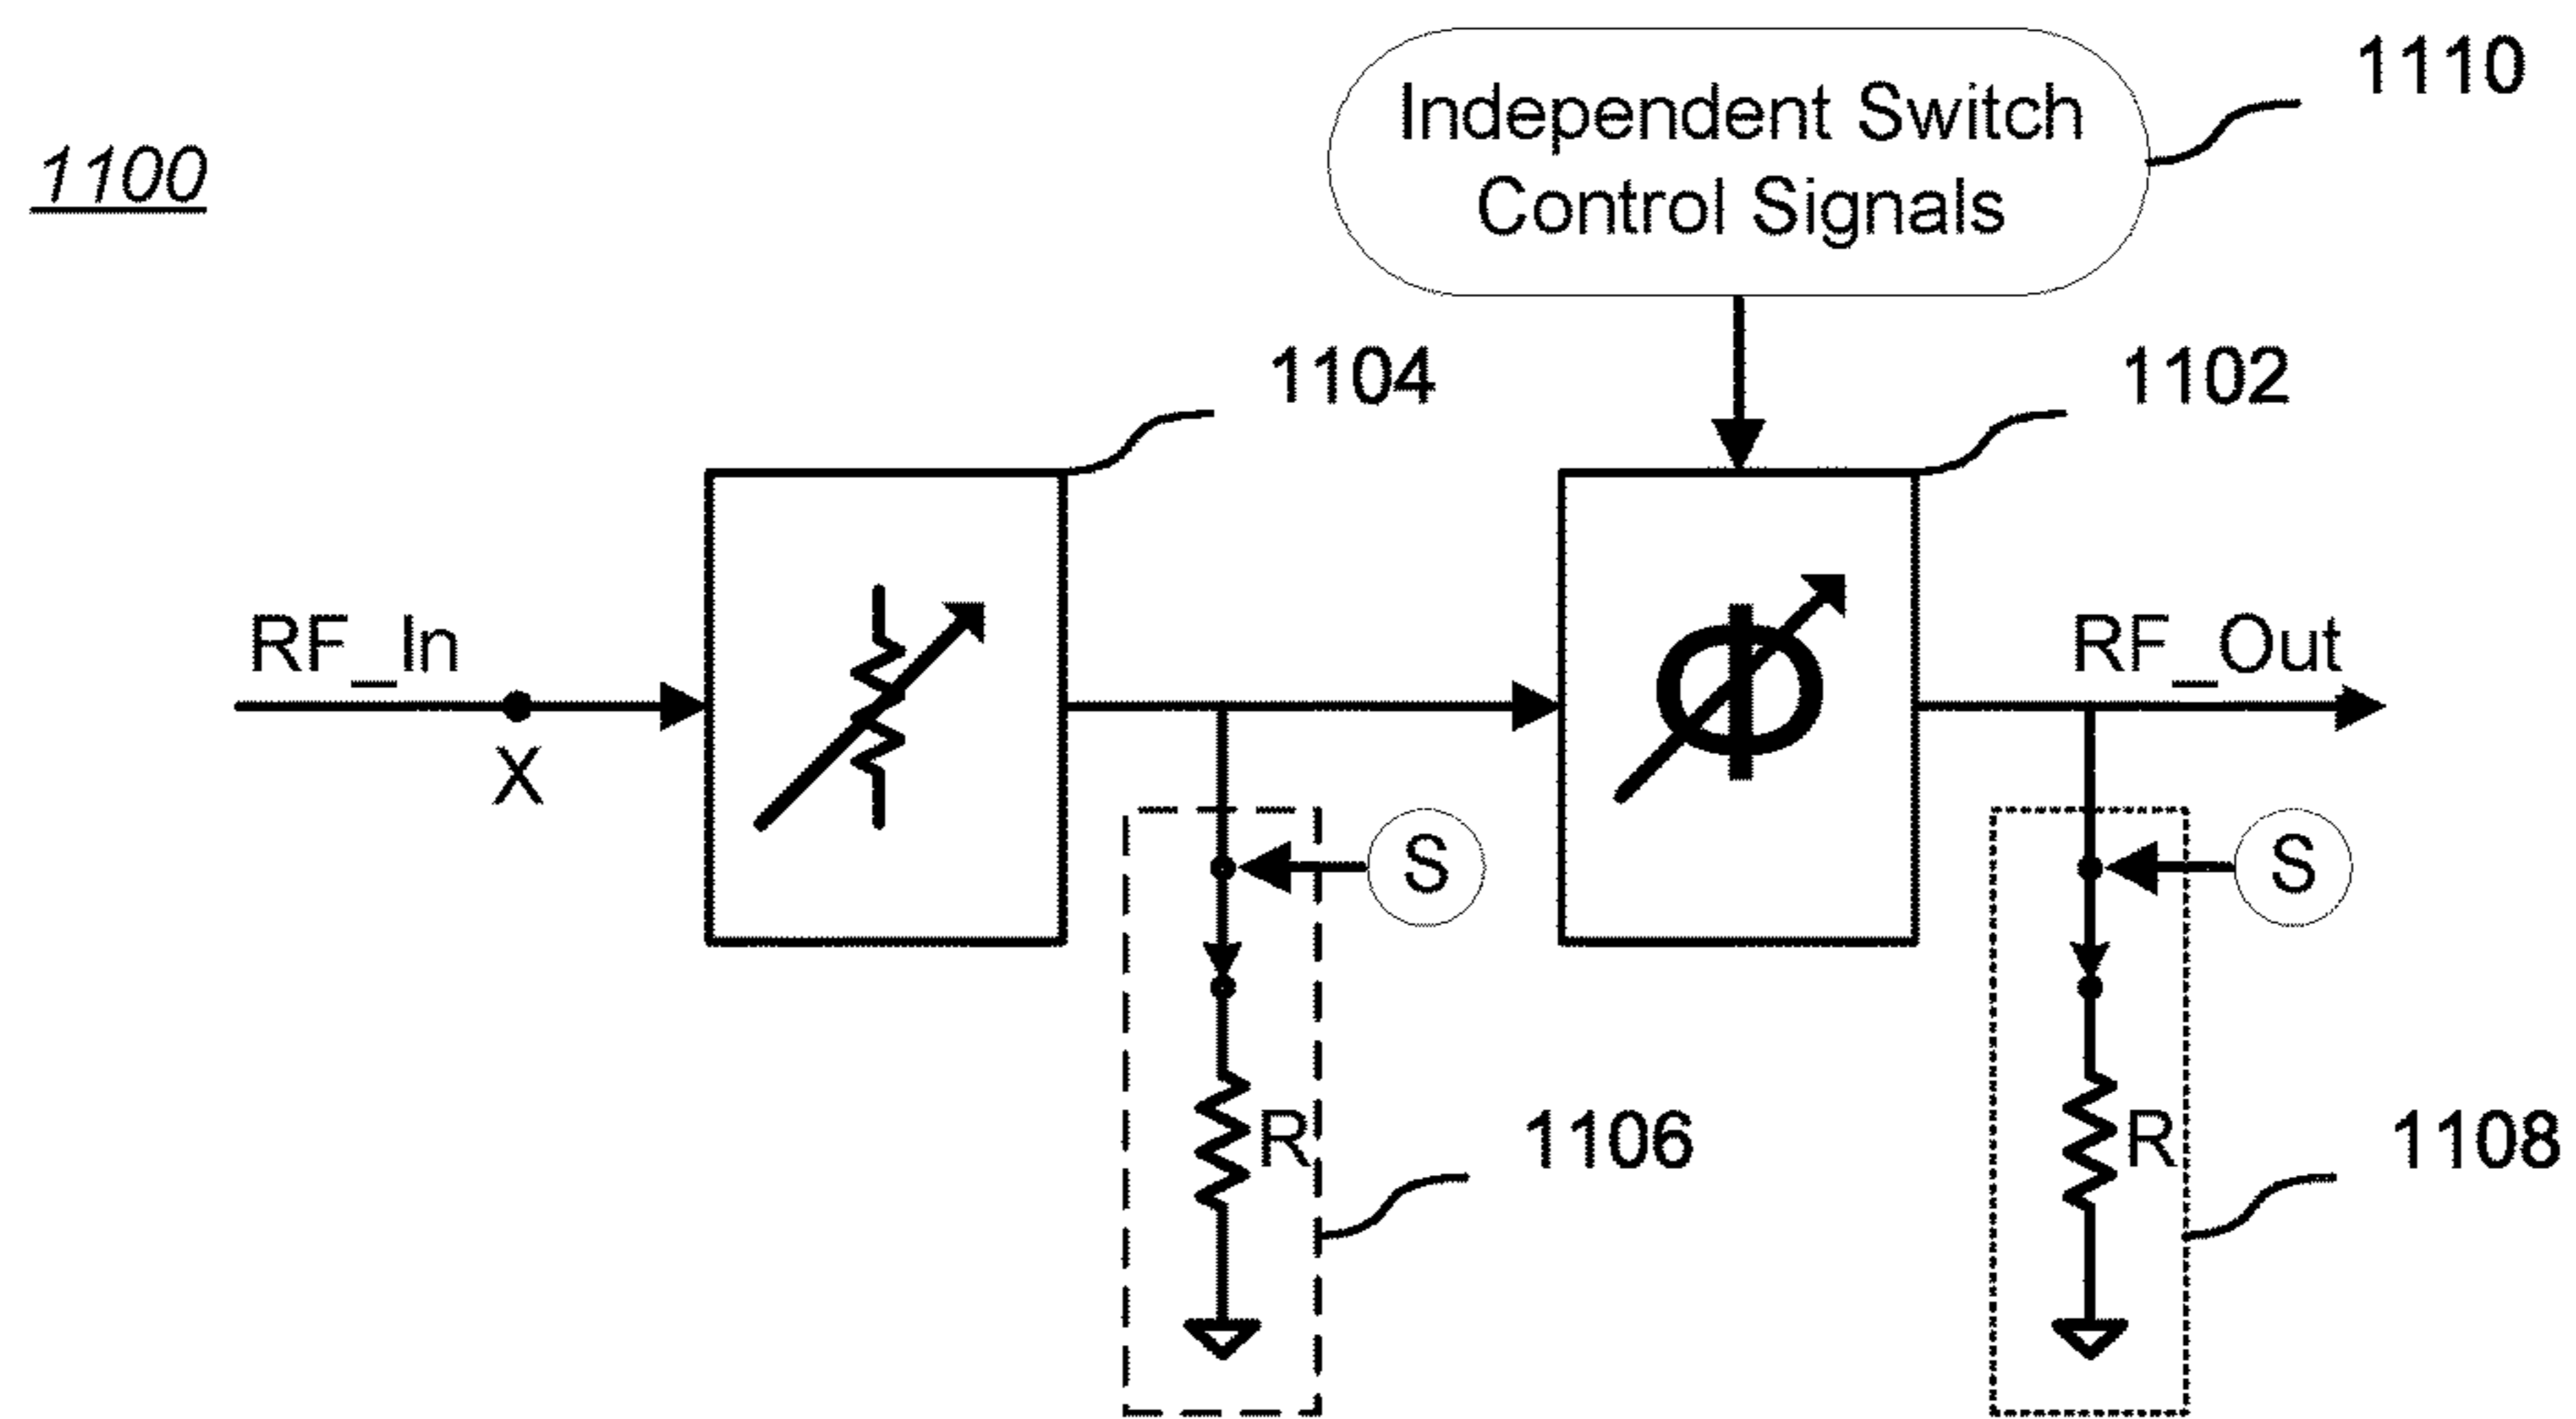 1110
Independent Switch
Control Signals
1100
1104
1102
RF_In
Φ
RF_Out
X
S
S
R
1106
R
1108